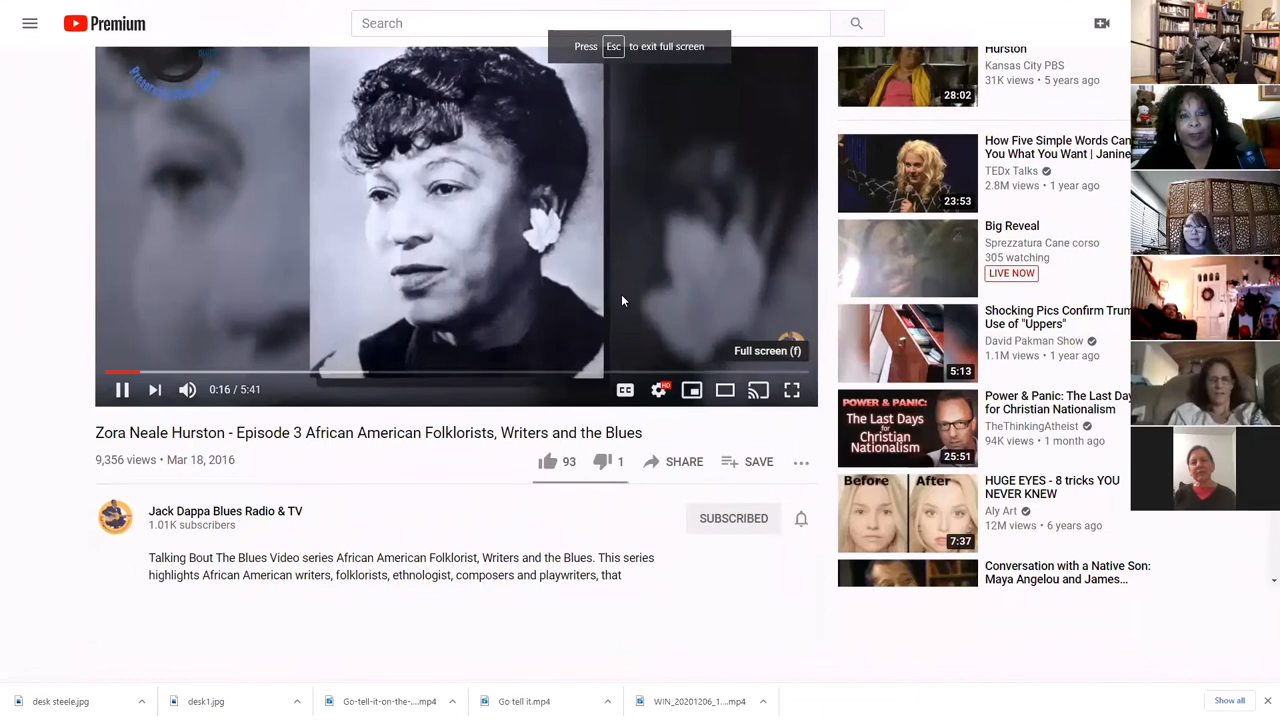 Premium
Search
Press Esc to exit full screen
Full screen (f)
0:16 / 5:41
Zora Neale Hurston - Episode 3 African American Folklorists, Writers and the Blues
9,356 views • Mar 18, 2016
93
1
SHARE
SAVE
Jack Dappa Blues Radio & TV
1.01K subscribers
SUBSCRIBED
Talking Bout The Blues Video series African American Folklorist, Writers and the Blues. This series
highlights African American writers, folklorists, ethnologist, composers and playwriters, that
Hurston
Kansas City PBS
31K views • 5 years ago
28:02
How Five Simple Words Can
You What You Want | Janine
TEDx Talks
2.8M views • 1 year ago
23:53
Big Reveal
Sprezzatura Cane corso
305 watching
LIVE NOW
Shocking Pics Confirm Trum
Use of "Uppers"
David Pakman Show
1.1M views • 1 year ago
5:13
POWER & PANIC:
The Last Days
for
Christian
Nationalism
25:51
Power & Panic: The Last Day
for Christian Nationalism
TheThinkingAtheist
94K views • 1 month ago
Before After
7:37
HUGE EYES - 8 tricks YOU
NEVER KNEW
Aly Art
12M views • 6 years ago
Conversation with a Native Son:
Maya Angelou and James...
desk steele.jpg
desk1.jpg
Go-tell-it-on-the-....mp4
Go tell it.mp4
WIN_20201206_1....mp4
Show all